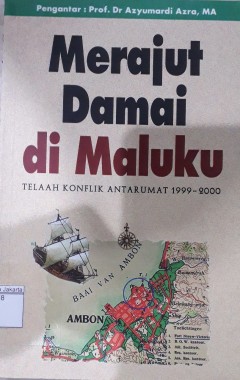 Pengantar : Prof. Dr Azyumardi Azra, MA
Merajut
Damai
di Maluku
TELAAH KONFLIK ANTARUMAT 1999-2000
Jakarta
BAAI VAN AMBON
AMBON